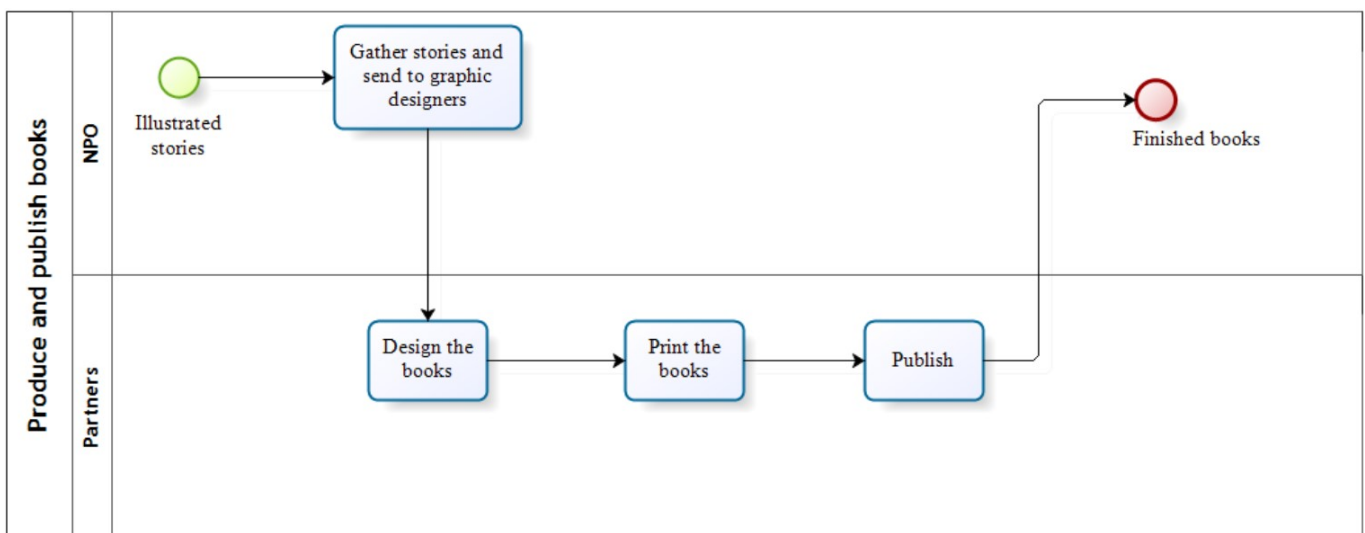 Produce and publish books
NPO
Illustrated
stories
Gather stories and
send to graphic
designers
Finished books
Partners
Design the
books
Print the
books
Publish